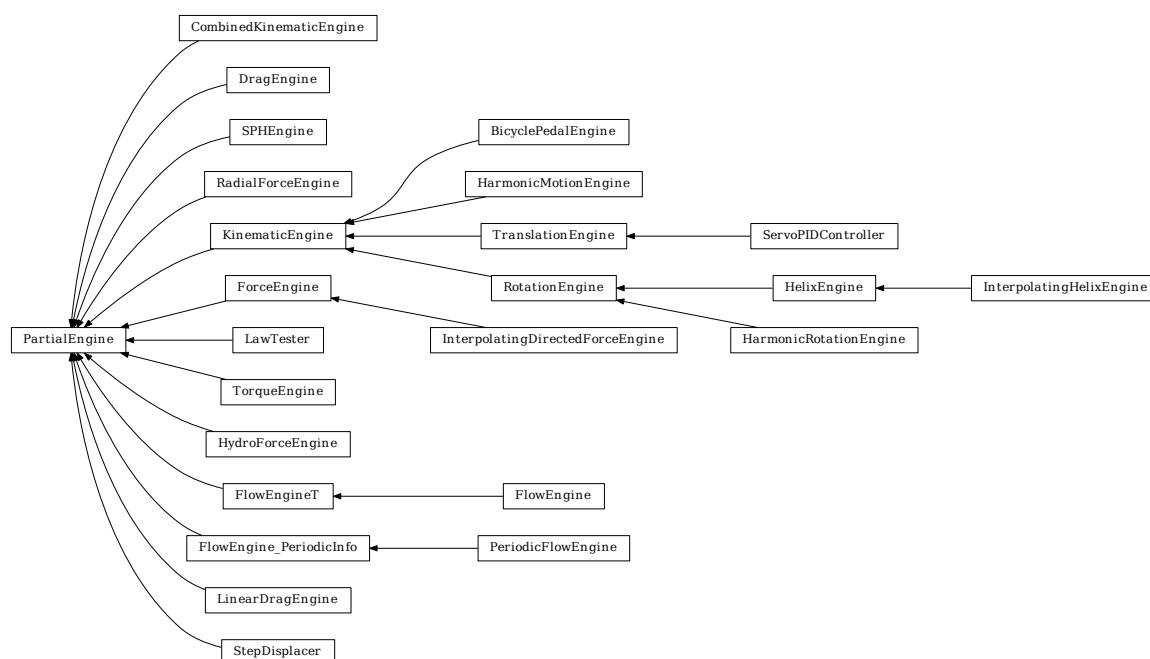 CombinedKinematicEngine
DragEngine
SPHEngine
BicyclePedalEngine
RadialForceEngine
HarmonicMotionEngine
KinematicEngine
TranslationEngine
ServoPIDController
ForceEngine
RotationEngine
HelixEngine
InterpolatingHelixEngine
PartialEngine
LawTester
InterpolatingDirectedForceEngine
HarmonicRotationEngine
TorqueEngine
HydroForceEngine
FlowEngineT
FlowEngine
FlowEngine_PeriodicInfo
PeriodicFlowEngine
LinearDragEngine
StepDisplacer